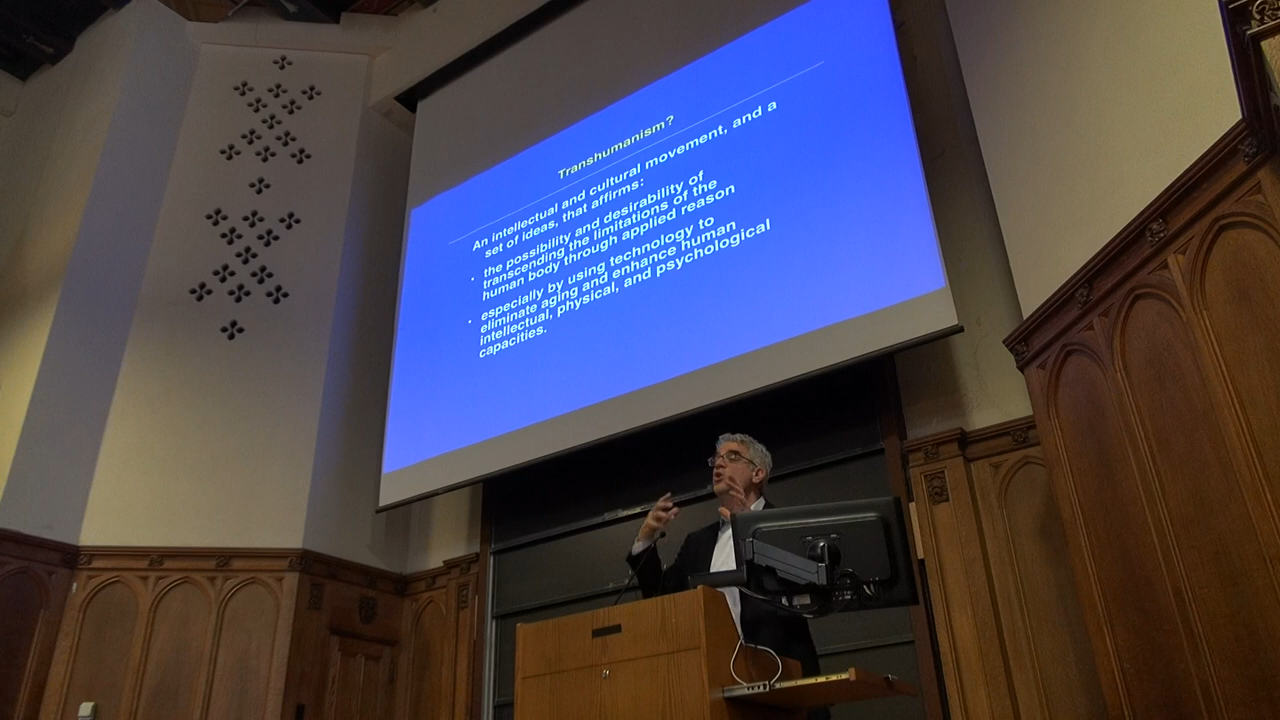 Transhumanism?
An intellectual and cultural movement, and a
set of ideas, that affirms:
• the possibility and desirability of
transcending the limitations of the
human body through applied reason
• especially by using technology to
eliminate aging and enhance human
intellectual, physical, and psychological
capacities.